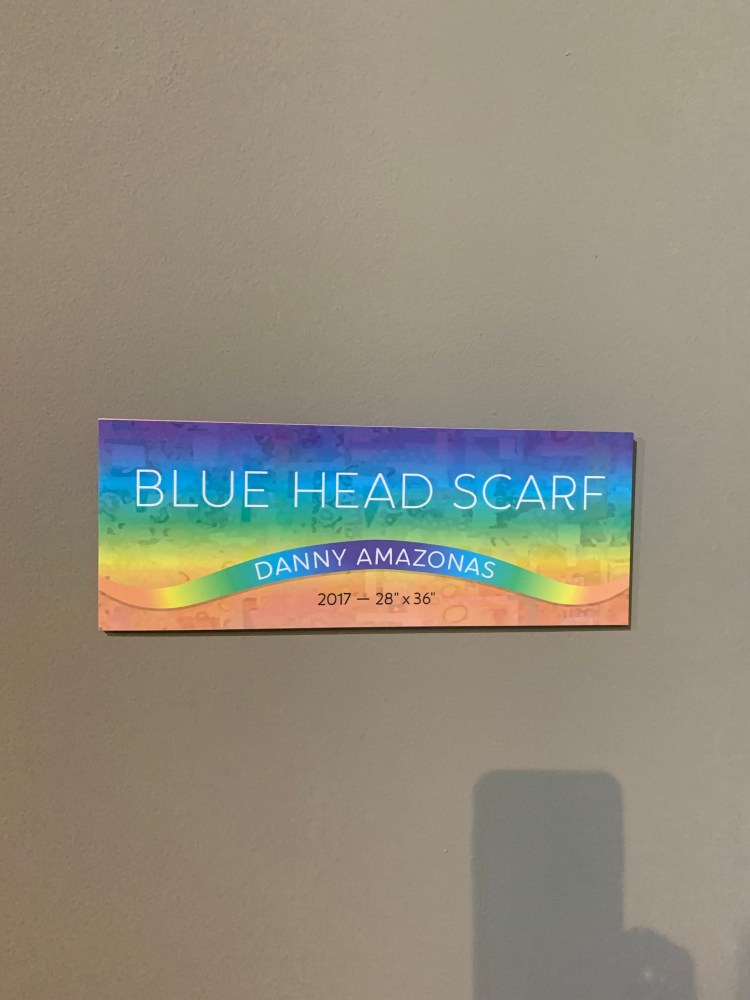 BLUE HEAD SCARF
DANNY AMAZONAS
2017 — 28" x 36"